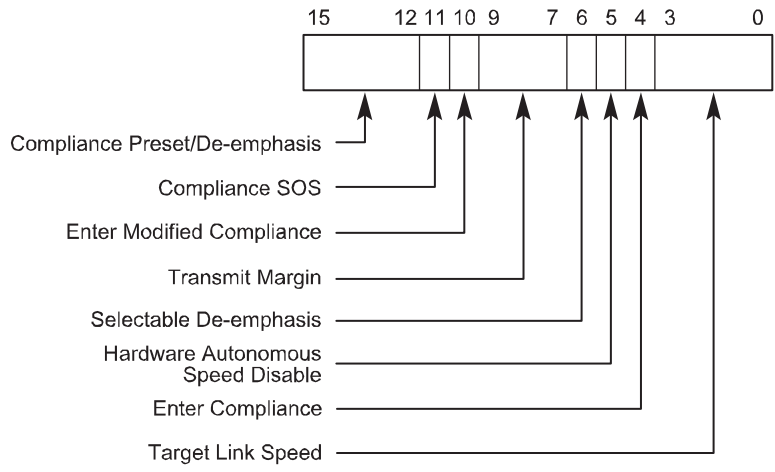 15 12 11 10 9 7 6 5 4 3 0
Compliance Preset/De-emphasis
Compliance SOS
Enter Modified Compliance
Transmit Margin
Selectable De-emphasis
Hardware Autonomous
Speed Disable
Enter Compliance
Target Link Speed